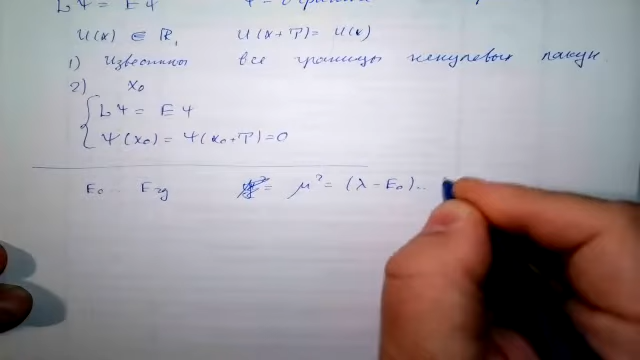 LΨ = EΨ
U(x) ∈ ℝ, U(x+T) = U(x)
1) Известны все границы ненулевых лакун
2) x₀
LΨ = EΨ
Ψ(x₀) = Ψ(x₀+T) = 0
E₀ .. E₂g μ² = (λ - E₀)..